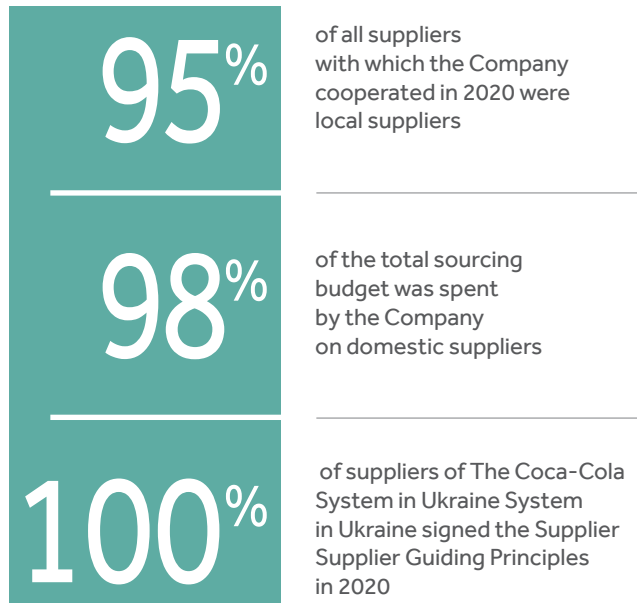 95%
of all suppliers
with which the Company
cooperated in 2020 were
local suppliers
98%
of the total sourcing
budget was spent
by the Company
on domestic suppliers
100%
of suppliers of The Coca-Cola
System in Ukraine System
in Ukraine signed the Supplier
Supplier Guiding Principles
in 2020